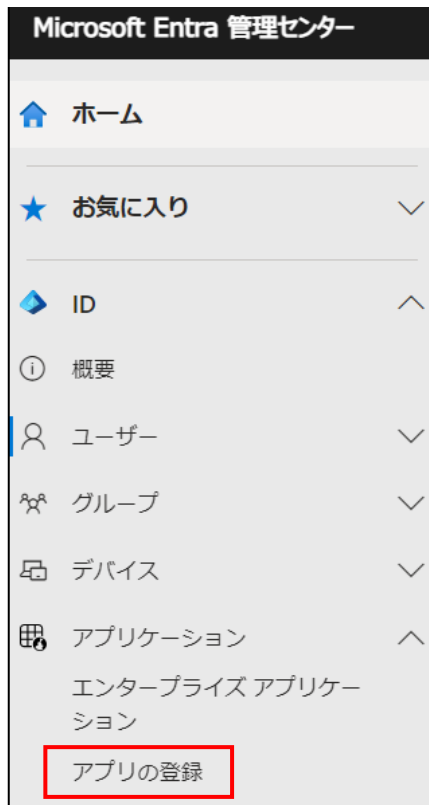 Microsoft Entra 管理センター
ホーム
お気に入り
ID
概要
ユーザー
グループ
デバイス
アプリケーション
エンタープライズ アプリケー
ション
アプリの登録